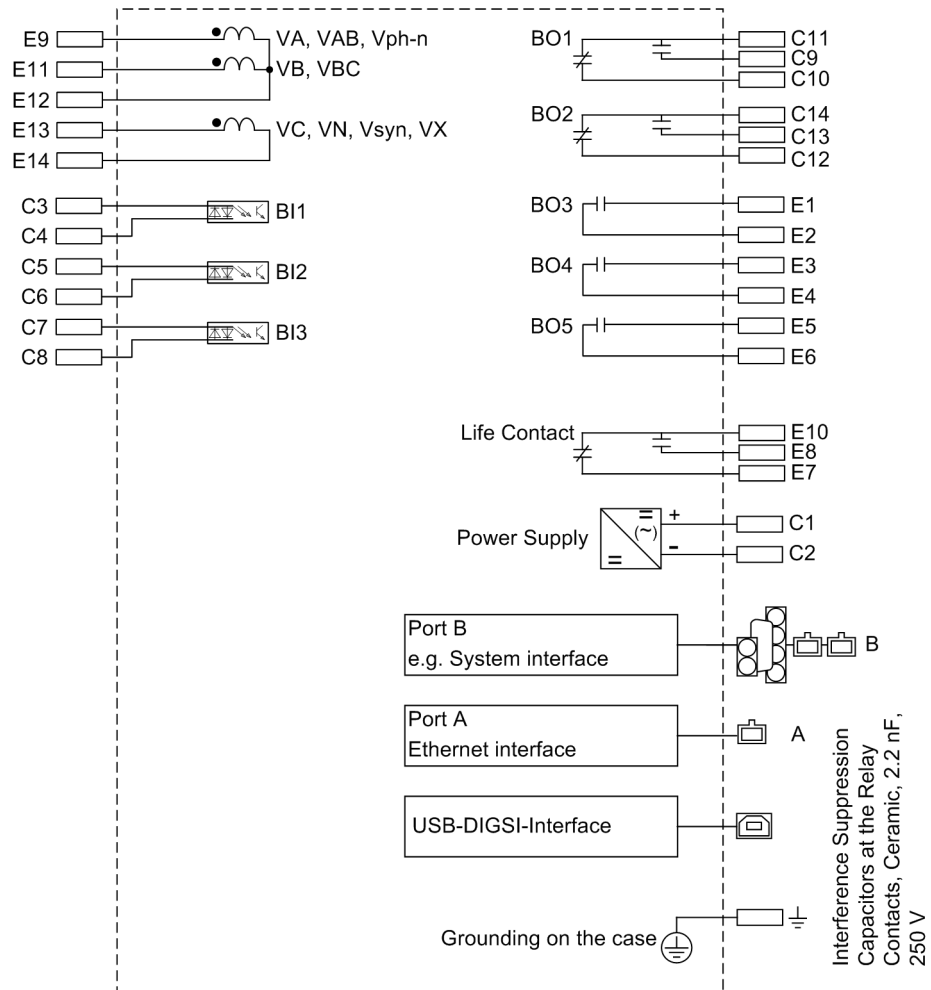 E9
VA, VAB, Vph-n
E11
VB, VBC
E12
E13
VC, VN, Vsyn, VX
E14
C3
BI1
C4
C5
BI2
C6
C7
BI3
C8
BO1
C11
C9
C10
BO2
C14
C13
C12
BO3
E1
E2
BO4
E3
E4
BO5
E5
E6
Life Contact
E10
E8
E7
Power Supply
=
(~)
=
+
-
C1
C2
Port B
e.g. System interface
B
Port A
Ethernet interface
A
USB-DIGSI-Interface
Grounding on the case
Interference Suppression
Capacitors at the Relay
Contacts, Ceramic, 2.2 nF,
250 V